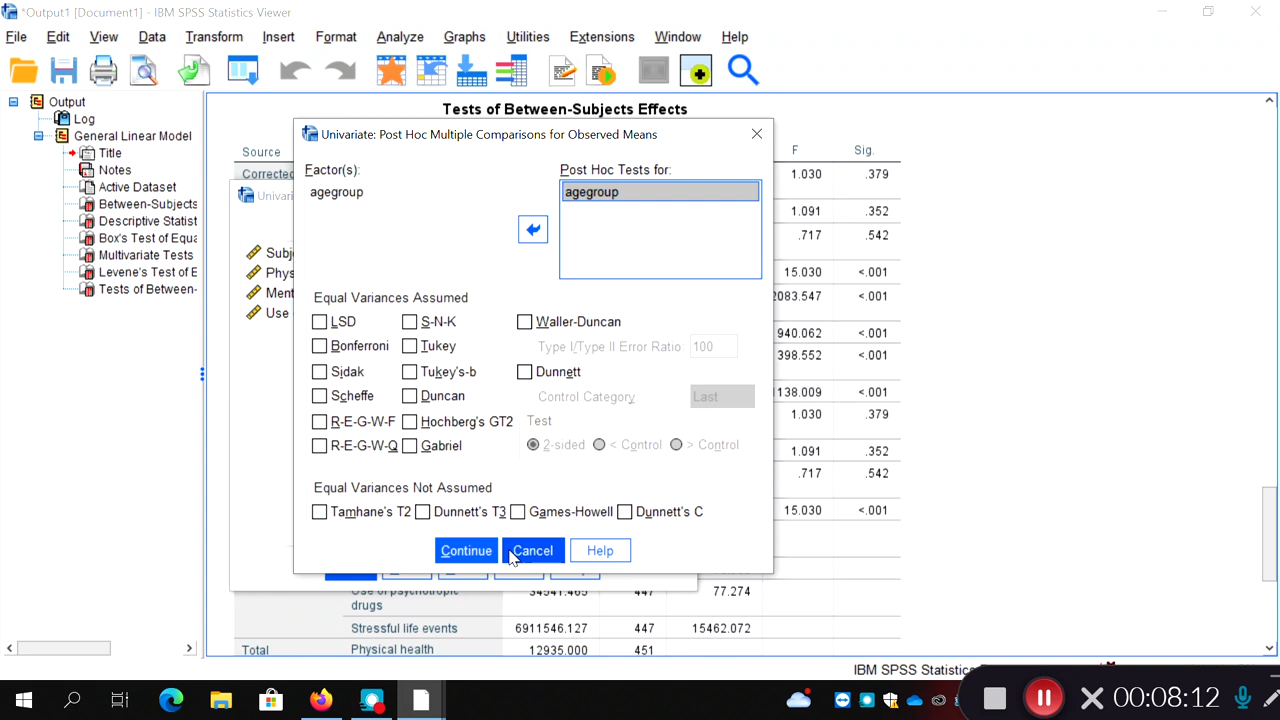 *Output1 [Document1] - IBM SPSS Statistics Viewer
File Edit View Data Transform Insert Format Analyze Graphs Utilities Extensions Window Help
Output
Log
General Linear Model
Title
Notes
Active Dataset
Between-Subjects
Descriptive Statist
Box's Test of Equa
Multivariate Tests
Levene's Test of E
Tests of Between-
Tests of Between-Subjects Effects
Source F Sig.
Corrected 1.030 .379
1.091 .352
.717 .542
15.030 <.001
2083.547 <.001
940.062 <.001
398.552 <.001
1138.009 <.001
1.030 .379
1.091 .451
.717 .542
15.030 <.001
Univari
Subj
Phys
Ment
Use
Univariate: Post Hoc Multiple Comparisons for Observed Means
Factor(s): Post Hoc Tests for:
agegroup agegroup
Equal Variances Assumed
LSD S-N-K Waller-Duncan
Bonferroni Tukey Type I/Type II Error Ratio: 100
Sidak Tukey's-b Dunnett
Scheffe Duncan Control Category: Last
R-E-G-W-F Hochberg's GT2 Test
R-E-G-W-Q Gabriel 2-sided < Control > Control
Equal Variances Not Assumed
Tamhane's T2 Dunnett's T3 Games-Howell Dunnett's C
Continue Cancel Help
Use of psychotropic drugs 34541.465 447 77.274
Stressful life events 6911546.127 447 15462.072
Total Physical health 12935.000 451
IBM SPSS Statistics
00:08:12